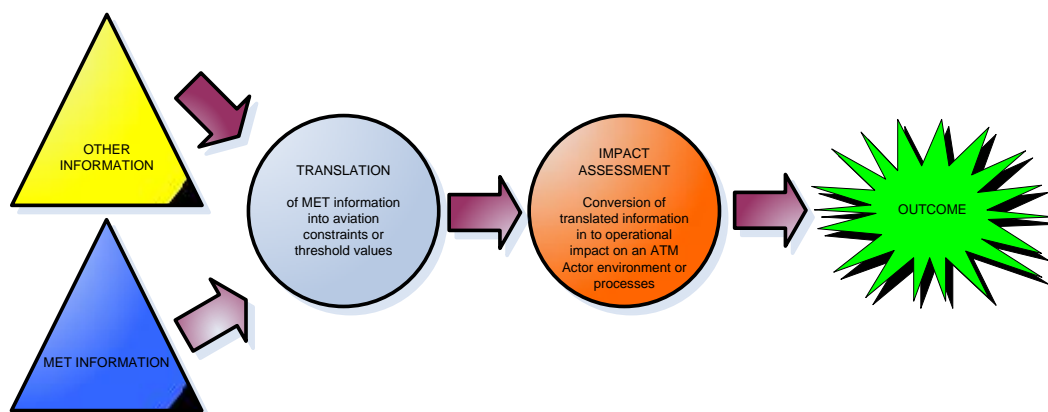 OTHER
INFORMATION
MET INFORMATION
TRANSLATION
of MET information
into aviation
constraints or
threshold values
IMPACT
ASSESSMENT
Conversion of
translated information
in to operational
impact on an ATM
Actor environment or
processes
OUTCOME